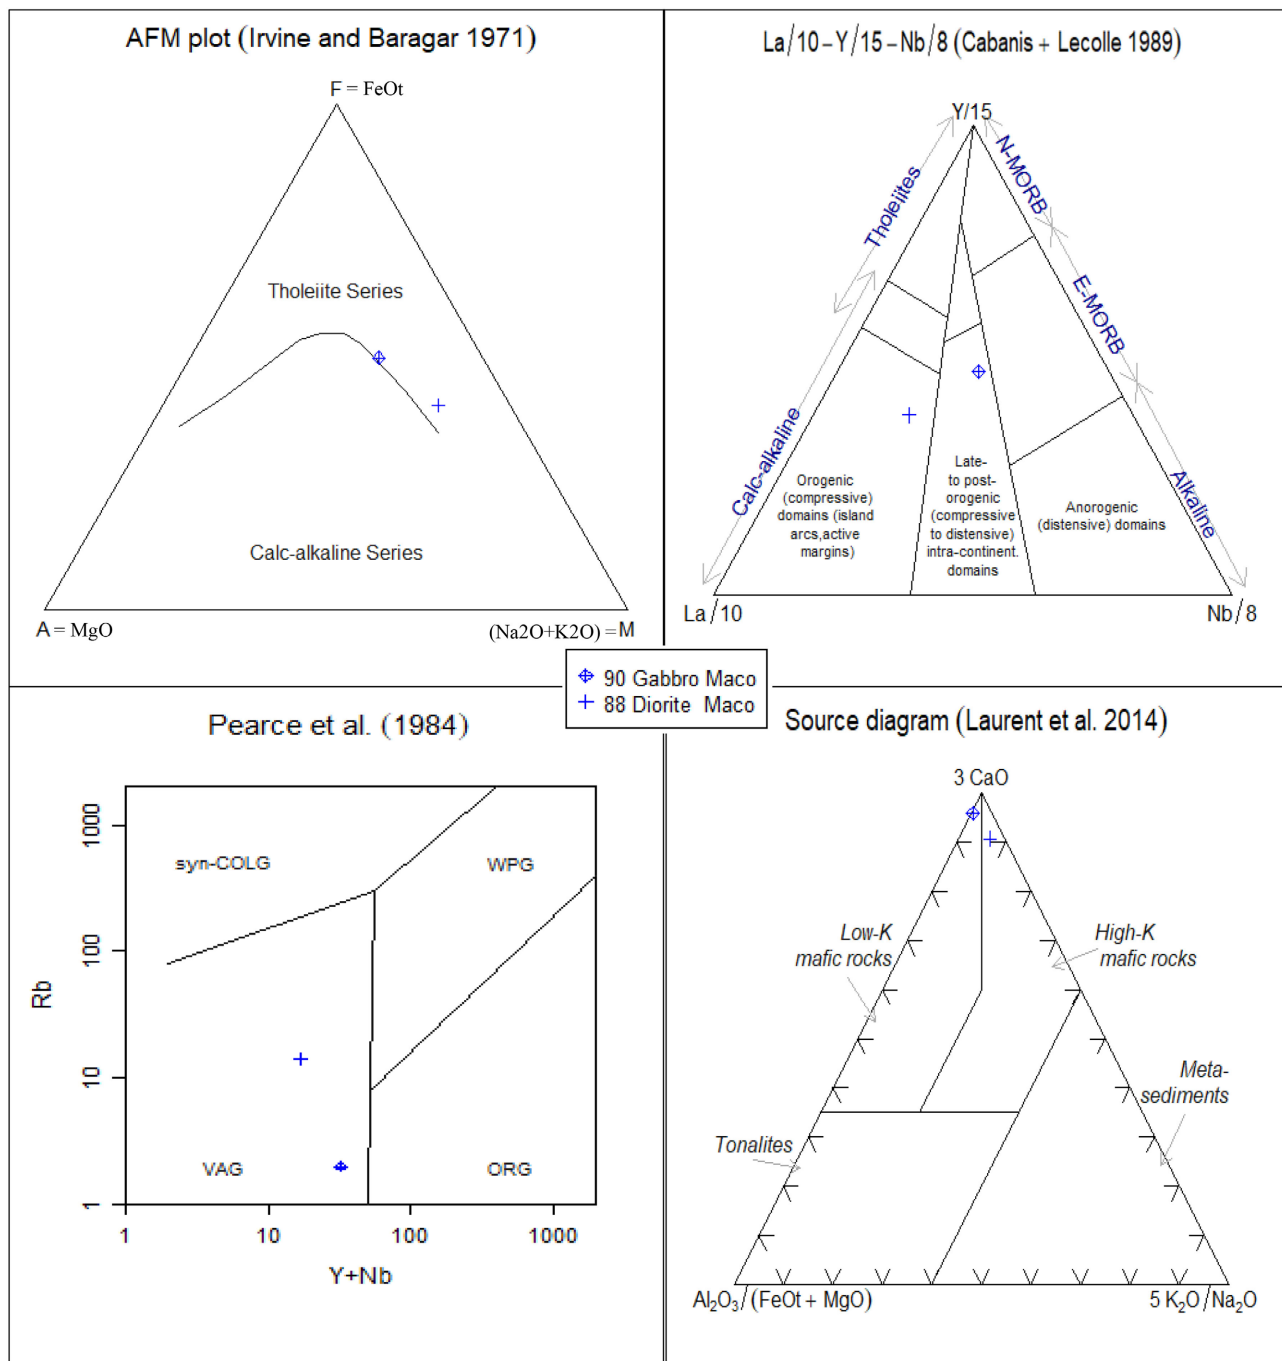 AFM plot (Irvine and Baragar 1971)
F = FeOt
Tholeiite Series
Calc-alkaline Series
A = MgO
(Na2O+K2O) = M
La/10-Y/15-Nb/8 (Cabanis + Lecolle 1989)
Y/15
Tholeiites
N-MORB
E-MORB
Calc-alkaline
Alkaline
Orogenic
(compressive)
domains (island
arcs,active
margins)
Late-
to post-
orogenic
(compressive
to distensive)
intra-continent.
domains
Anorogenic
(distensive) domains
La/10
Nb/8
90 Gabbro Maco
88 Diorite Maco
Pearce et al. (1984)
syn-COLG
WPG
VAG
ORG
Rb
1000
100
10
1
1
10
100
1000
Y+Nb
Source diagram (Laurent et al. 2014)
3 CaO
Low-K
mafic rocks
High-K
mafic rocks
Meta-
sediments
Tonalites
Al₂O₃/(FeOt + MgO)
5 K₂O/Na₂O